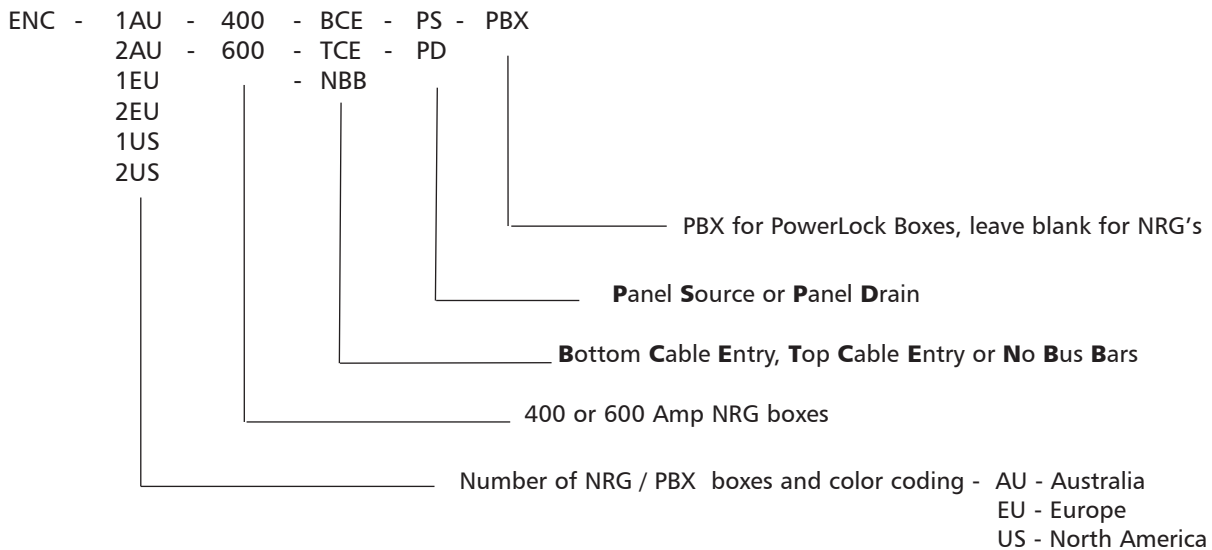 ENC - 1AU - 400 - BCE - PS - PBX
2AU - 600 - TCE - PD
1EU - NBB
2EU
1US
2US
PBX for PowerLock Boxes, leave blank for NRG's
Panel Source or Panel Drain
Bottom Cable Entry, Top Cable Entry or No Bus Bars
400 or 600 Amp NRG boxes
Number of NRG / PBX boxes and color coding - AU - Australia
EU - Europe
US - North America